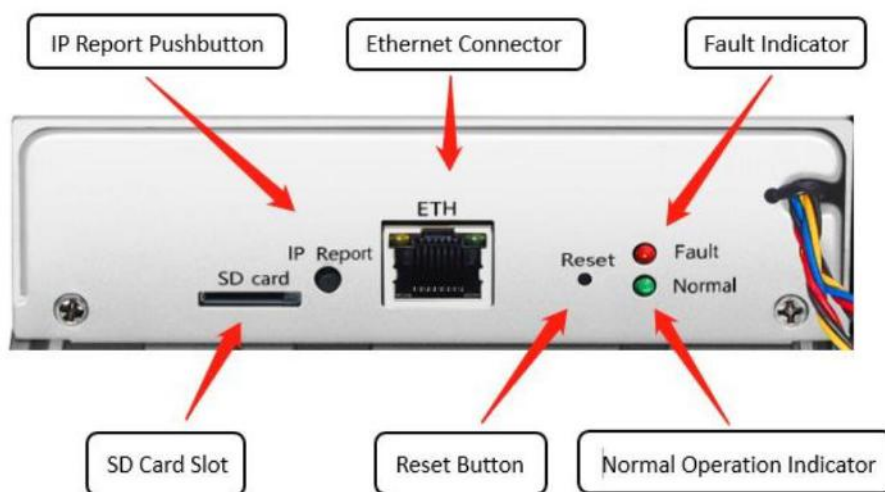 IP Report Pushbutton
Ethernet Connector
Fault Indicator
ETH
IP Report
SD card
Reset
Fault
Normal
SD Card Slot
Reset Button
Normal Operation Indicator